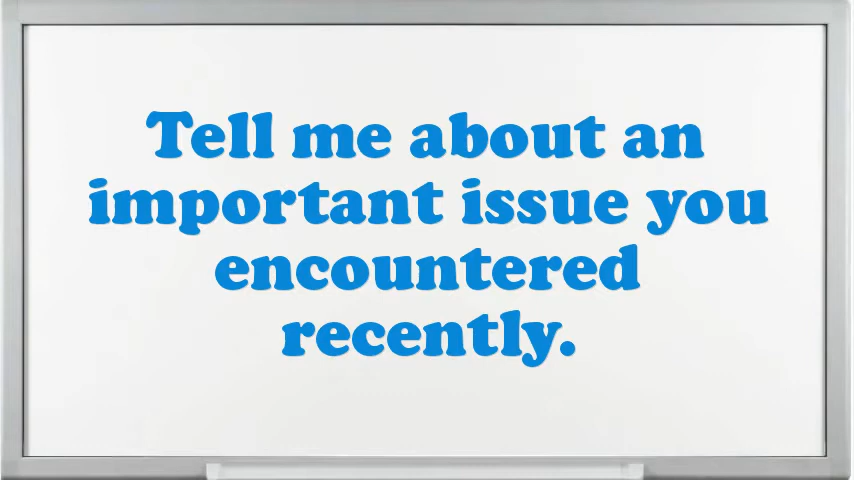 Tell me about an
important issue you
encountered
recently.